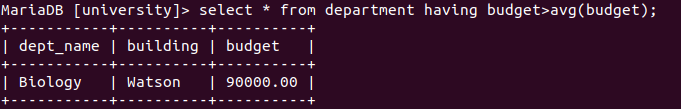 MariaDB [university]> select * from department having budget>avg(budget);
+-----------+----------+----------+
| dept_name | building | budget   |
+-----------+----------+----------+
| Biology   | Watson   | 90000.00 |
+-----------+----------+----------+